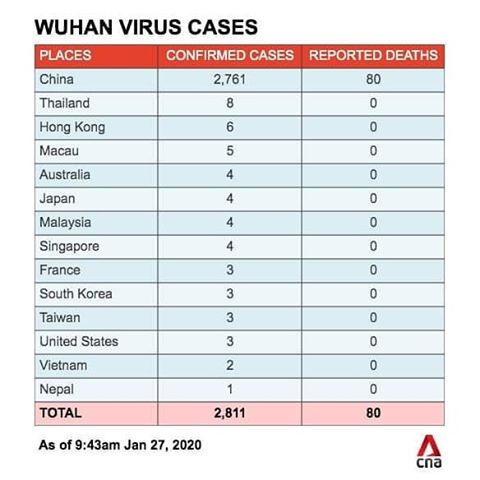 WUHAN VIRUS CASES
PLACES CONFIRMED CASES REPORTED DEATHS
China 2,761 80
Thailand 8 0
Hong Kong 6 0
Macau 5 0
Australia 4 0
Japan 4 0
Malaysia 4 0
Singapore 4 0
France 3 0
South Korea 3 0
Taiwan 3 0
United States 3 0
Vietnam 2 0
Nepal 1 0
TOTAL 2,811 80
As of 9:43am Jan 27, 2020
cna